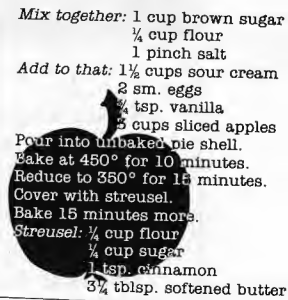 Mix together: 1 cup brown sugar
¼ cup flour
1 pinch salt
Add to that: 1½ cups sour cream
2 sm. eggs
tsp. vanilla
cups sliced apples
Pour into unbaked pie shell.
Bake at 450° for 10 minutes.
Reduce to 350° for 15 minutes.
Cover with streusel.
Bake 15 minutes more.
Streusel: ¼ cup flour
¼ cup sugar
1 tsp. cinnamon
3¼ tblsp. softened butter